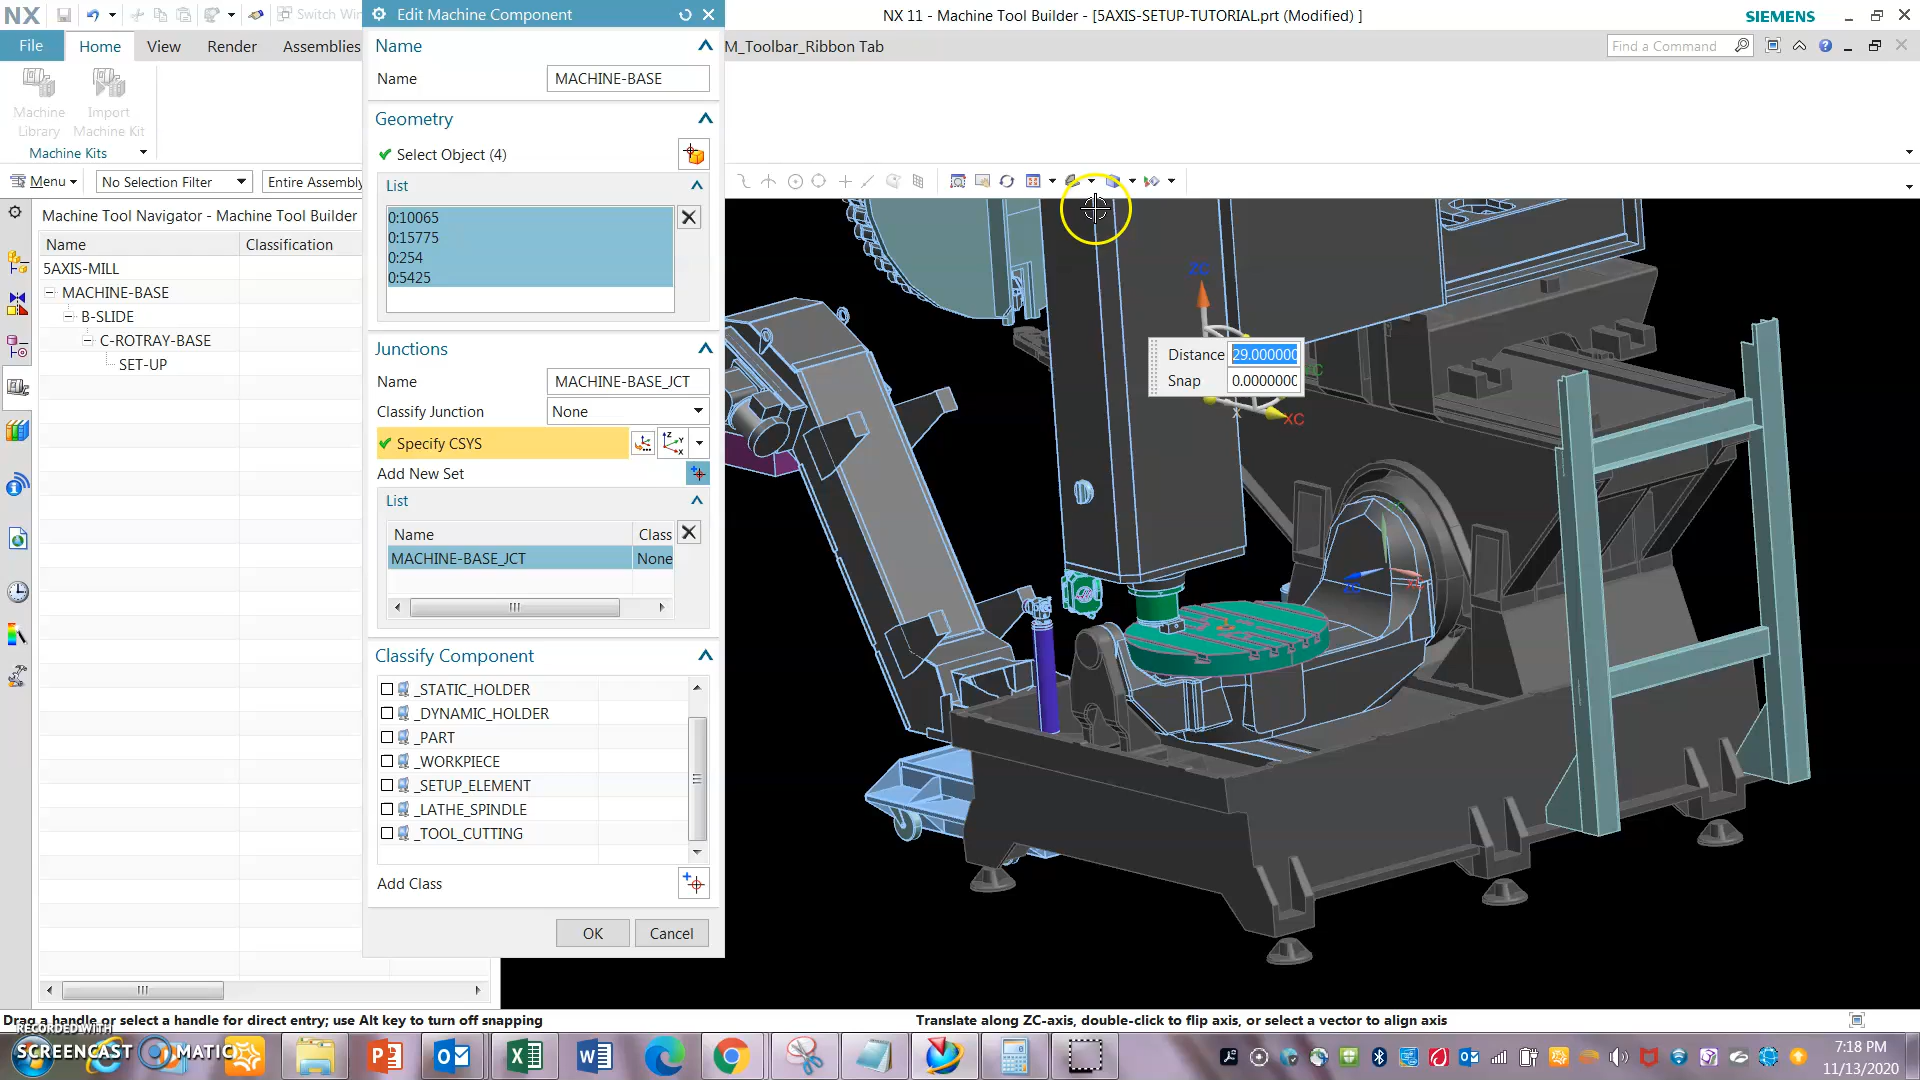 NX
Switch Win
Edit Machine Component
NX 11 - Machine Tool Builder - [5AXIS-SETUP-TUTORIAL.prt (Modified) ]
SIEMENS
File
Home
View
Render
Assemblies
M_Toolbar_Ribbon Tab
Find a Command
Machine
Library
Import
Machine Kit
Machine Kits
Menu
No Selection Filter
Entire Assembly
Machine Tool Navigator - Machine Tool Builder
Name
Classification
5AXIS-MILL
MACHINE-BASE
B-SLIDE
C-ROTRAY-BASE
SET-UP
Name
Name
MACHINE-BASE
Geometry
Select Object (4)
List
0:10065
0:15775
0:254
0:5425
Junctions
Name
MACHINE-BASE_JCT
Classify Junction
None
Specify CSYS
Add New Set
List
Name
Class
MACHINE-BASE_JCT
None
Classify Component
_STATIC_HOLDER
_DYNAMIC_HOLDER
_PART
_WORKPIECE
_SETUP_ELEMENT
_LATHE_SPINDLE
_TOOL_CUTTING
Add Class
OK
Cancel
ZC
Distance
29.000000
Snap
0.0000000
XC
Drag a handle or select a handle for direct entry; use Alt key to turn off snapping
Translate along ZC-axis, double-click to flip axis, or select a vector to align axis
RECORDED WITH
SCREENCAST
MATIC
7:18 PM
11/13/2020